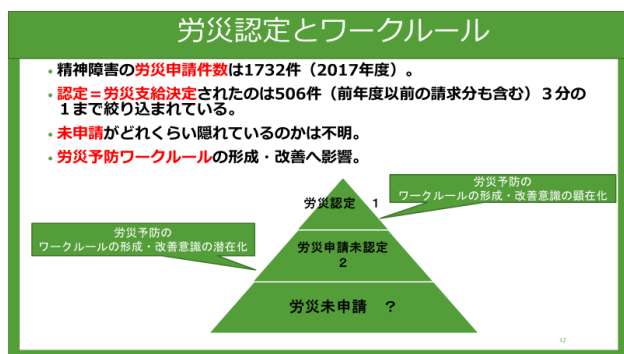 労災認定とワークルール
・精神障害の労災申請件数は1732件（2017年度）。
・認定＝労災支給決定されたのは506件（前年度以前の請求分も含む）３分の
１まで絞り込まれている。
・未申請がどれくらい隠れているのかは不明。
・労災予防ワークルールの形成・改善へ影響。
労災予防の
ワークルールの形成・改善意識の顕在化
労災認定　1
労災予防の
ワークルールの形成・改善意識の潜在化
労災申請未認定
2
労災未申請　？
17